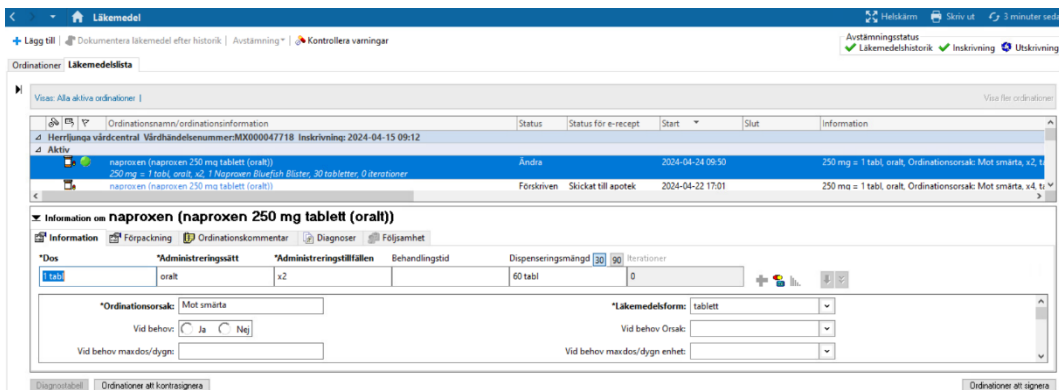 Läkemedel Helskärm Skriv ut 3 minuter seda
Lägg till | Dokumentera läkemedel efter historik | Avstämning | Kontrollera varningar
Avstämningsstatus
Läkemedelshistorik Inskrivning Utskrivning
Ordinationer Läkemedelslista
Visas: Alla aktiva ordinationer | Visa fler ordinationer
Ordinationsnamn/ordinationsinformation Status Status för e-recept Start Slut Information
Herrljunga vårdcentral Vårdhändelsenummer:MX000047718 Inskrivning: 2024-04-15 09:12
Aktiv
naproxen (naproxen 250 mg tablett (oralt)) Ändra 2024-04-24 09:50 250 mg = 1 tabl, oralt, Ordinationsorsak: Mot smärta, x2, t
250 mg = 1 tabl, oralt, x2, 1 Naproxen Bluefish Blister, 30 tabletter, 0 iterationer
naproxen (naproxen 250 mg tablett (oralt)) Förskriven Skickat till apotek 2024-04-22 17:01 250 mg = 1 tabl, oralt, Ordinationsorsak: Mot smärta, x4, t
Information om naproxen (naproxen 250 mg tablett (oralt))
Information Förpackning Ordinationskommentar Diagnoser Följsamhet
*Dos *Administreringssätt *Administreringstillfällen Behandlingstid Dispenseringsmängd 30 90 Iterationer
1 tabl oralt x2 60 tabl 0
*Ordinationsorsak: Mot smärta *Läkemedelsform: tablett
Vid behov: Ja Nej Vid behov Orsak:
Vid behov maxdos/dygn: Vid behov maxdos/dygn enhet:
Diagnostabell Ordinationer att kontrasignera Ordinationer att signera